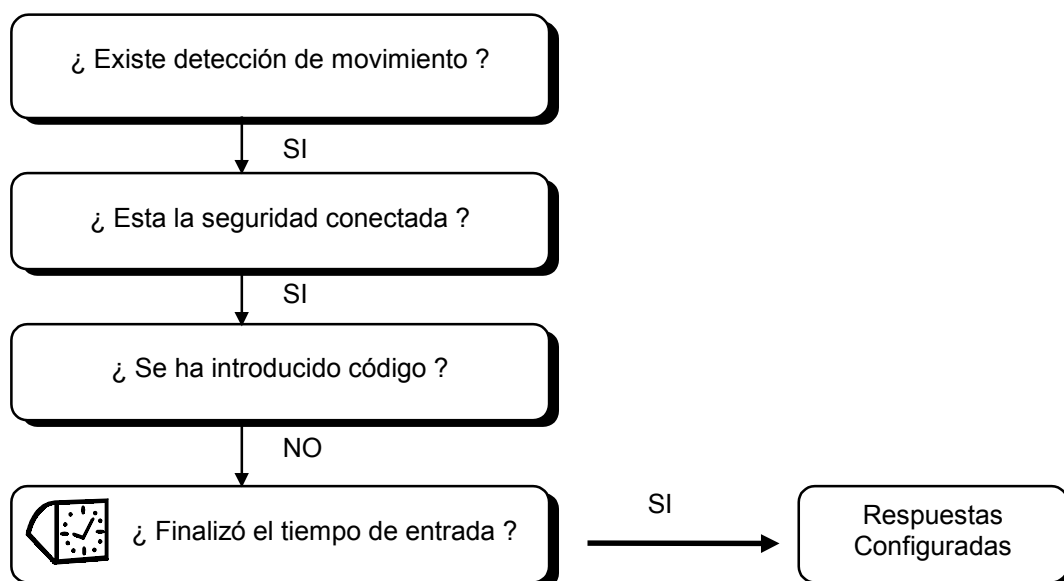 ¿ Existe detección de movimiento ?
SI
¿ Esta la seguridad conectada ?
SI
¿ Se ha introducido código ?
NO
¿ Finalizó el tiempo de entrada ?
SI
Respuestas
Configuradas